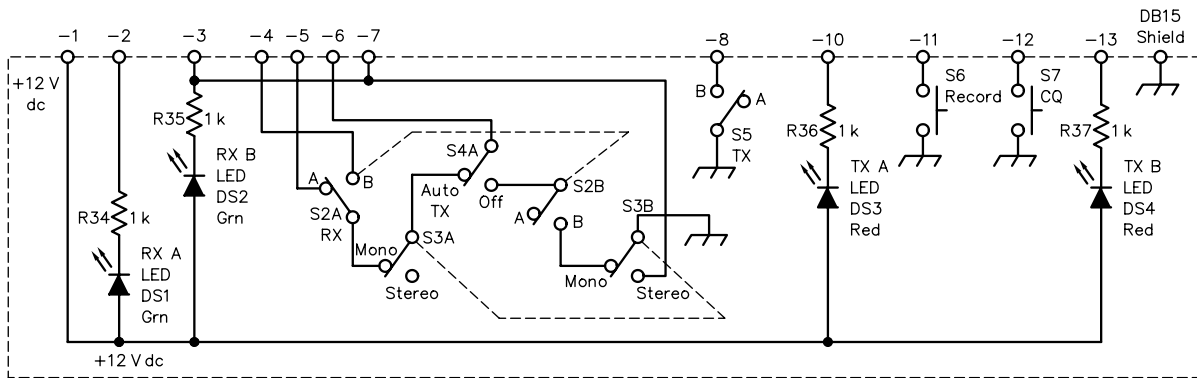 DB15
Shield
-1
-2
-3
-4
-5
-6
-7
-8
-10
-11
-12
-13
+12 V
dc
R35
1 k
RX B
LED
DS2
Grn
R34
1 k
RX A
LED
DS1
Grn
+12 V dc
A
B
S2A
RX
S4A
Auto
TX
Off
Mono
S3A
Stereo
S2B
A
B
S3B
Mono
Stereo
B
A
S5
TX
R36
1 k
TX A
LED
DS3
Red
S6
Record
S7
CQ
R37
1 k
TX B
LED
DS4
Red